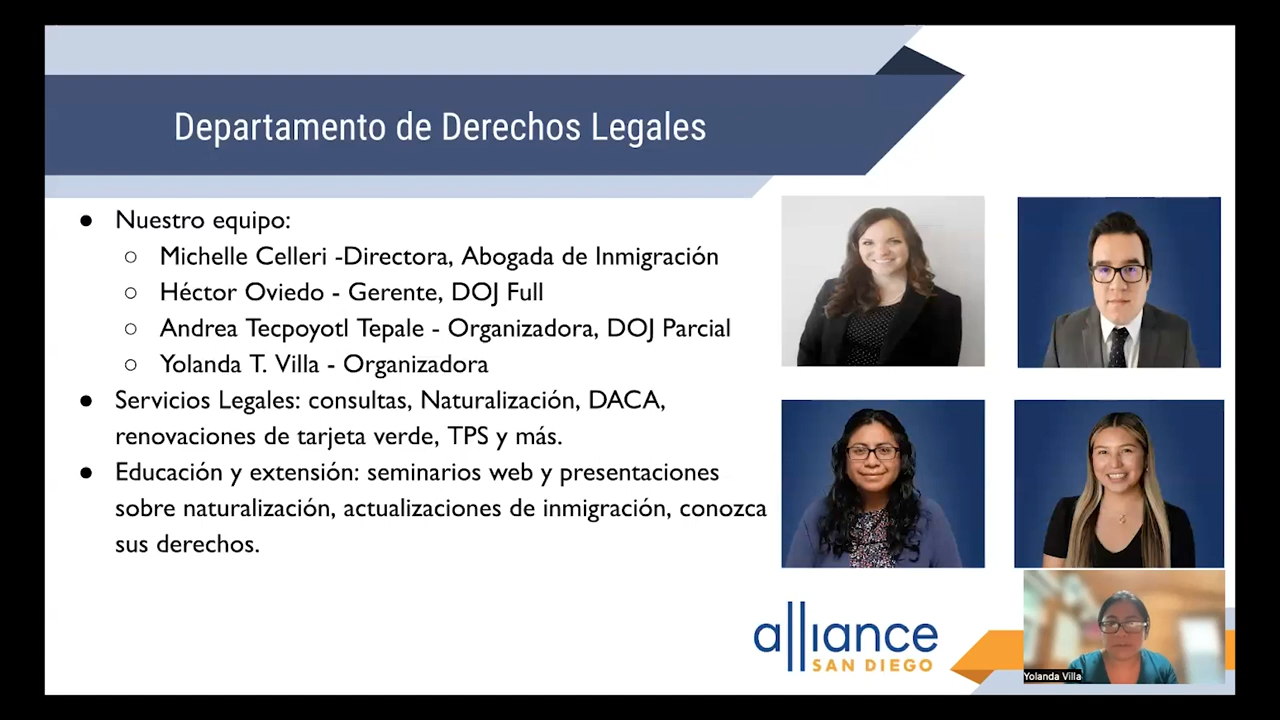 Departamento de Derechos Legales
● Nuestro equipo:
○ Michelle Celleri -Directora, Abogada de Inmigración
○ Héctor Oviedo - Gerente, DOJ Full
○ Andrea Tecpoyotl Tepale - Organizadora, DOJ Parcial
○ Yolanda T. Villa - Organizadora
● Servicios Legales: consultas, Naturalización, DACA,
renovaciones de tarjeta verde, TPS y más.
● Educación y extensión: seminarios web y presentaciones
sobre naturalización, actualizaciones de inmigración, conozca
sus derechos.
alliance
SAN DIEGO
Yolanda Villa